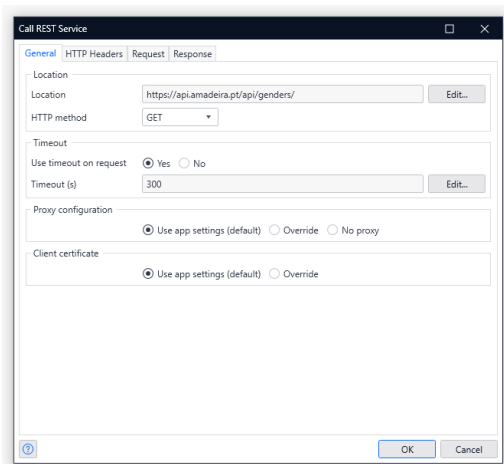 Call REST Service
General HTTP Headers Request Response
Location
Location https://api.amadeira.pt/api/genders/ Edit...
HTTP method GET
Timeout
Use timeout on request Yes No
Timeout (s) 300 Edit...
Proxy configuration
Use app settings (default) Override No proxy
Client certificate
Use app settings (default) Override
? OK Cancel